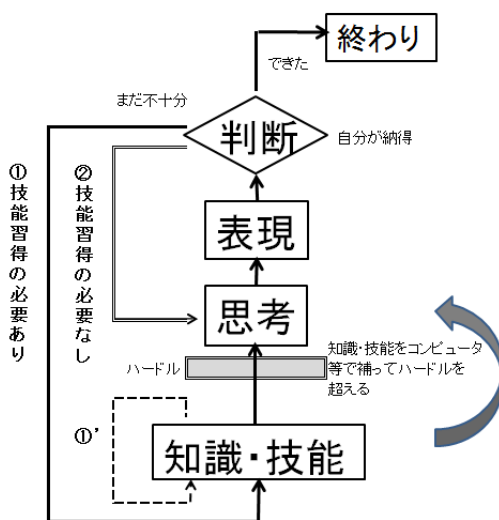 終わり
できた
まだ不十分
判断
自分が納得
①技能習得の必要あり
②技能習得の必要なし
表現
思考
ハードル
知識・技能をコンピュータ
等で補ってハードルを
超える
①’
知識・技能